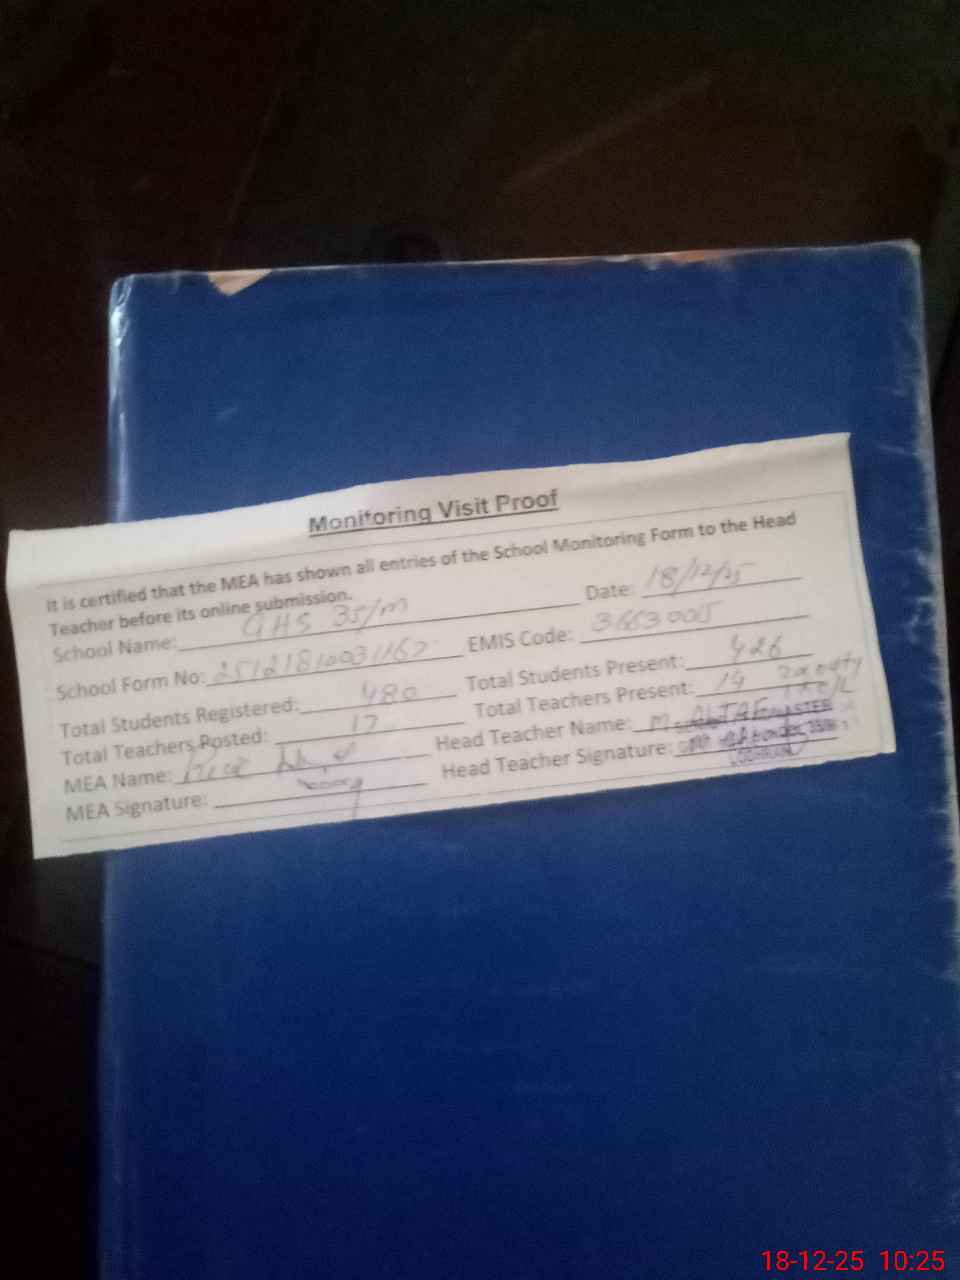 Monitoring Visit Proof
It is certified that the MEA has shown all entries of the School Monitoring Form to the Head
Teacher before its online submission.
School Name: GHS 35/m Date: 18/12/25
School Form No: EMIS Code: 36630005
Total Students Registered: 480 Total Students Present: 426
Total Teachers Posted: 17 Total Teachers Present: 14
MEA Name: Head Teacher Name:
MEA Signature: Head Teacher Signature:
18-12-25 10:25